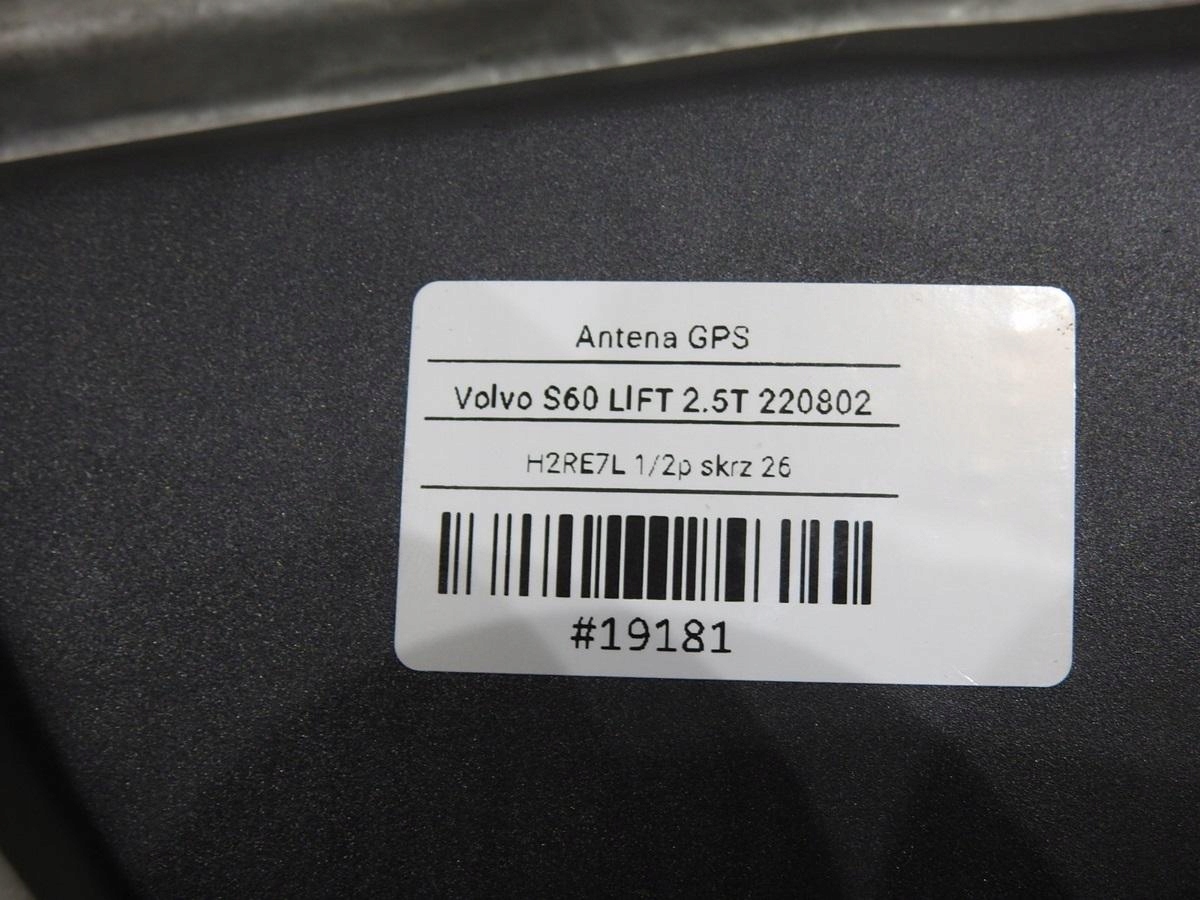 Antena GPS
Volvo S60 LIFT 2.5T 220802
H2RE7L 1/2p skrz 26
#19181